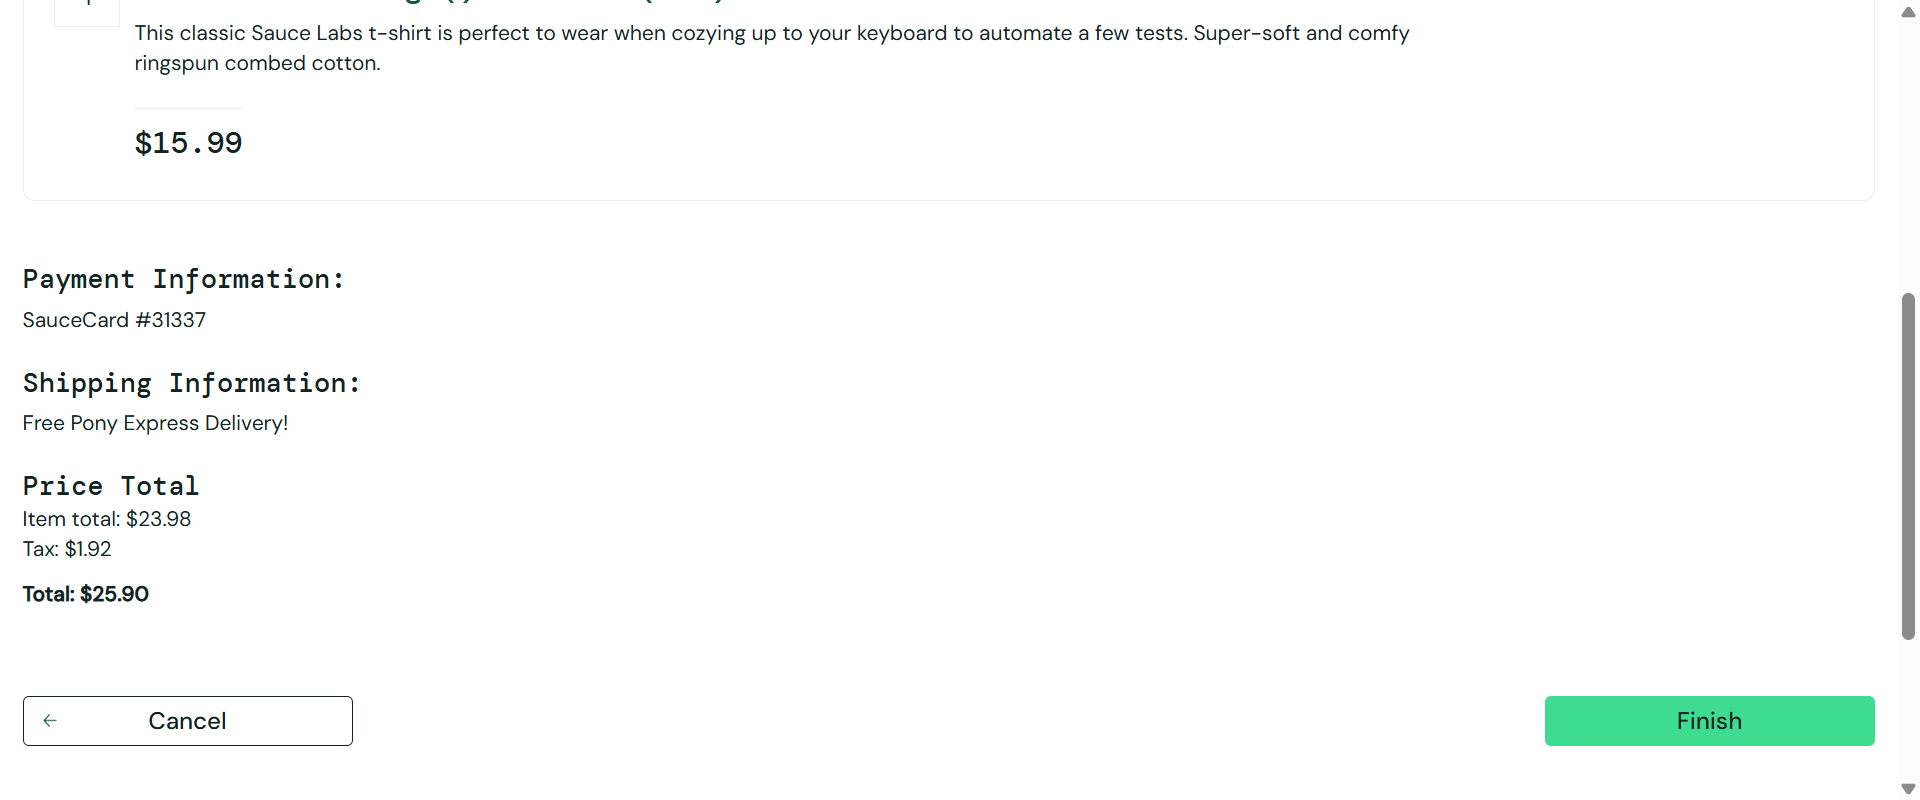 This classic Sauce Labs t-shirt is perfect to wear when cozying up to your keyboard to automate a few tests. Super-soft and comfy
ringspun combed cotton.
$15.99
Payment Information:
SauceCard #31337
Shipping Information:
Free Pony Express Delivery!
Price Total
Item total: $23.98
Tax: $1.92
Total: $25.90
Cancel
Finish